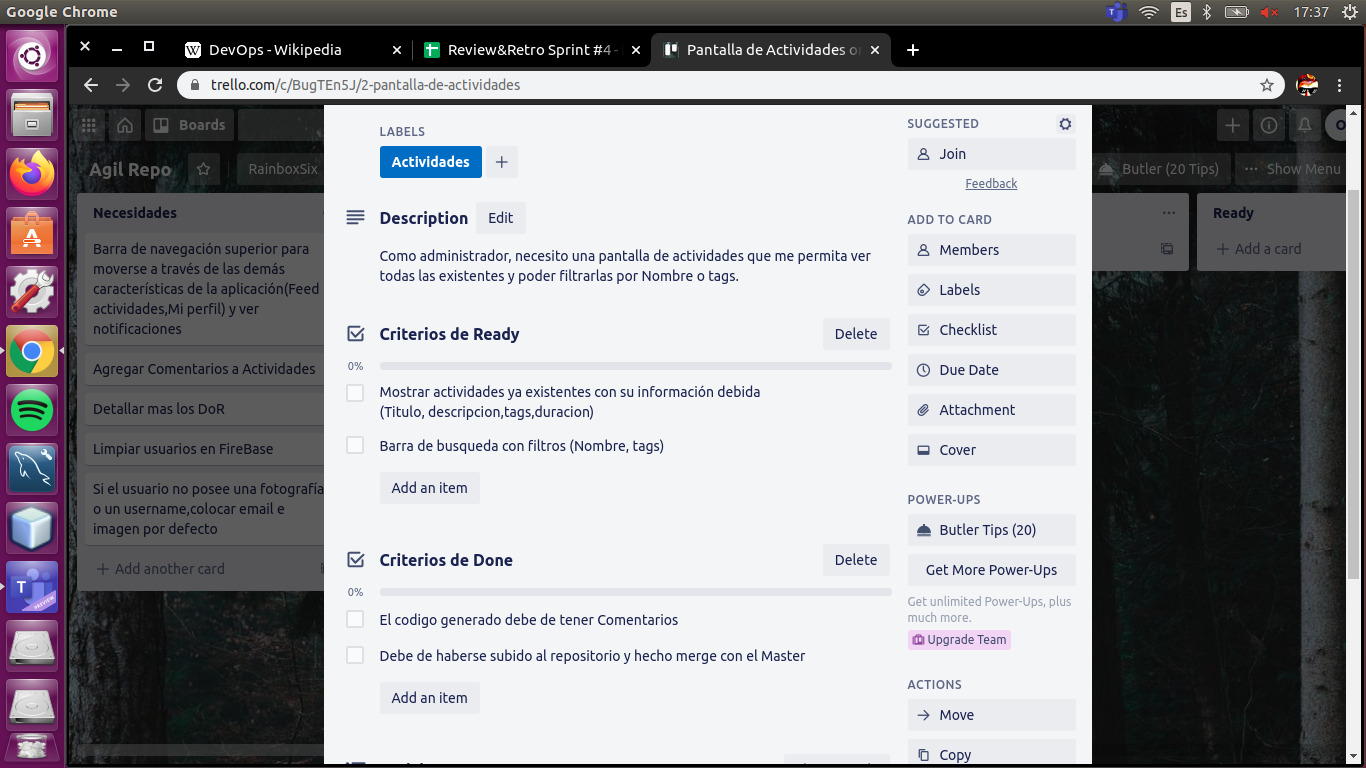 Google Chrome
Es
17:37
DevOps - Wikipedia
Review&Retro Sprint #4 -
Pantalla de Actividades o
trello.com/c/BugTEn5J/2-pantalla-de-actividades
Boards
Agil Repo
RainboxSix
Butler (20 Tips)
Show Menu
Necesidades
Barra de navegación superior para
moverse a través de las demás
características de la aplicación(Feed
actividades,Mi perfil) y ver
notificaciones
Agregar Comentarios a Actividades
Detallar mas los DoR
Limpiar usuarios en FireBase
Si el usuario no posee una fotografía
o un username,colocar email e
imagen por defecto
Add another card
LABELS
Actividades
Description
Edit
Como administrador, necesito una pantalla de actividades que me permita ver
todas las existentes y poder filtrarlas por Nombre o tags.
Criterios de Ready
Delete
0%
Mostrar actividades ya existentes con su información debida
(Titulo, descripcion,tags,duracion)
Barra de busqueda con filtros (Nombre, tags)
Add an item
Criterios de Done
Delete
0%
El codigo generado debe de tener Comentarios
Debe de haberse subido al repositorio y hecho merge con el Master
Add an item
SUGGESTED
Join
Feedback
ADD TO CARD
Members
Labels
Checklist
Due Date
Attachment
Cover
POWER-UPS
Butler Tips (20)
Get More Power-Ups
Get unlimited Power-Ups, plus
much more.
Upgrade Team
ACTIONS
Move
Copy
Ready
Add a card